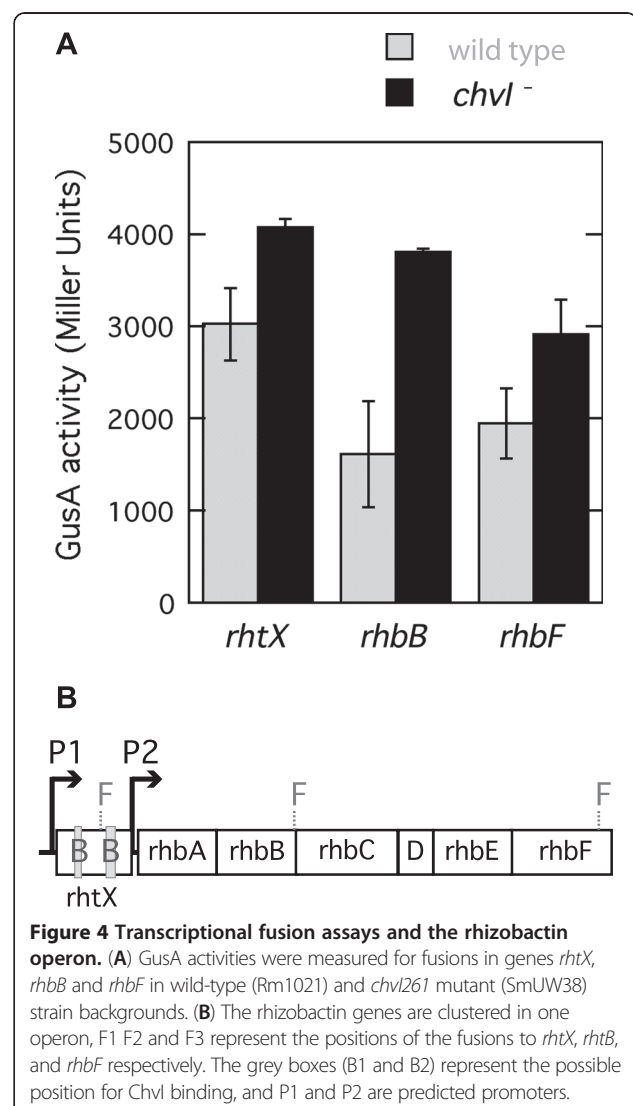 A
wild type
chvI ⁻
5000
4000
3000
2000
1000
0
GusA activity (Miller Units)
rhtX rhbB rhbF
B
P1 P2
F F F
B B rhbA rhbB rhbC D rhbE rhbF
rhtX
Figure 4 Transcriptional fusion assays and the rhizobactin
operon. (A) GusA activities were measured for fusions in genes rhtX,
rhbB and rhbF in wild-type (Rm1021) and chvI261 mutant (SmUW38)
strain backgrounds. (B) The rhizobactin genes are clustered in one
operon, F1 F2 and F3 represent the positions of the fusions to rhtX, rhtB,
and rhbF respectively. The grey boxes (B1 and B2) represent the possible
position for ChvI binding, and P1 and P2 are predicted promoters.